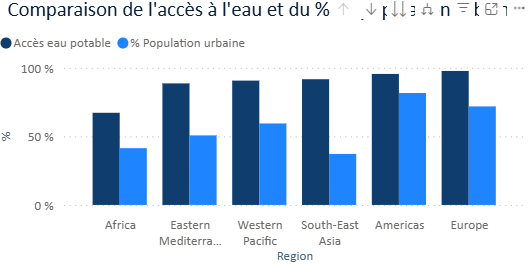 Comparaison de l'accès à l'eau et du %
Accès eau potable % Population urbaine
100 %
50 %
0 %
%
Africa
Eastern Mediterra...
Western Pacific
South-East Asia
Americas
Europe
Region